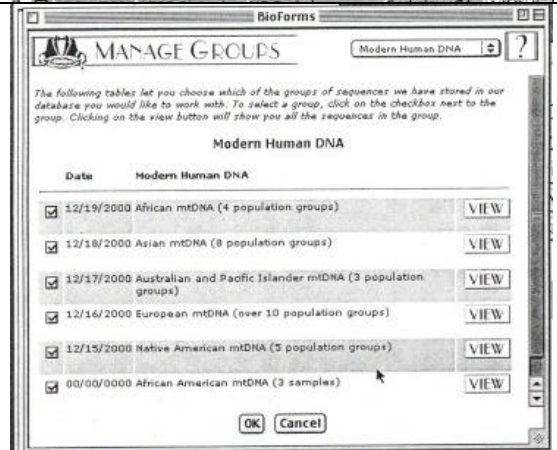 BioForms
MANAGE GROUPS
Modern Human DNA
?
The following tables let you choose which of the groups of sequences we have stored in our
database you would like to work with. To select a group, click on the checkbox next to the
group. Clicking on the view button will show you all the sequences in the group.
Modern Human DNA
Date Modern Human DNA
12/19/2000 African mtDNA (4 population groups) VIEW
12/18/2000 Asian mtDNA (8 population groups) VIEW
12/17/2000 Australian and Pacific Islander mtDNA (3 population
groups) VIEW
12/16/2000 European mtDNA (over 10 population groups) VIEW
12/15/2000 Native American mtDNA (5 population groups) VIEW
00/00/0000 African American mtDNA (3 samples) VIEW
OK Cancel